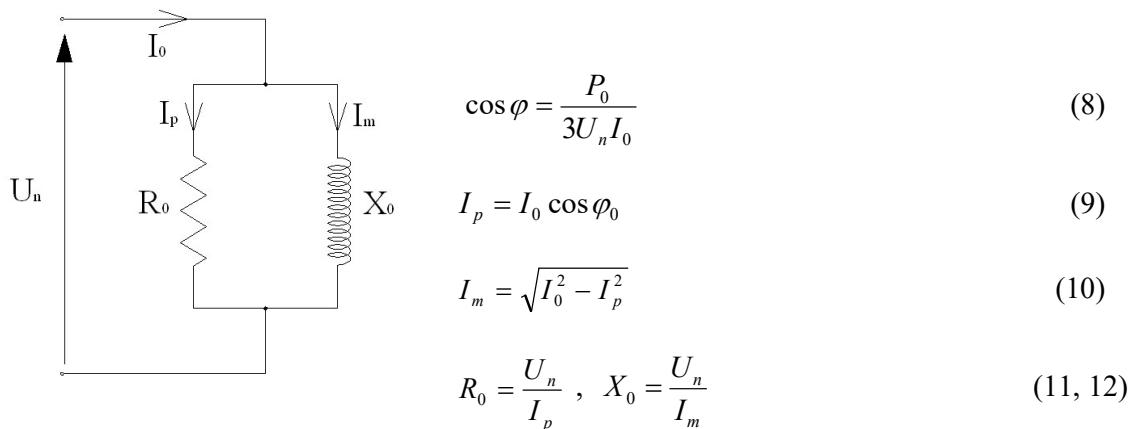 I₀
Iₚ
Iₘ
Uₙ
R₀
X₀
cos φ = P₀ / 3UₙI₀ (8)
Iₚ = I₀ cos φ₀ (9)
Iₘ = √(I₀² − Iₚ²) (10)
R₀ = Uₙ / Iₚ , X₀ = Uₙ / Iₘ (11, 12)